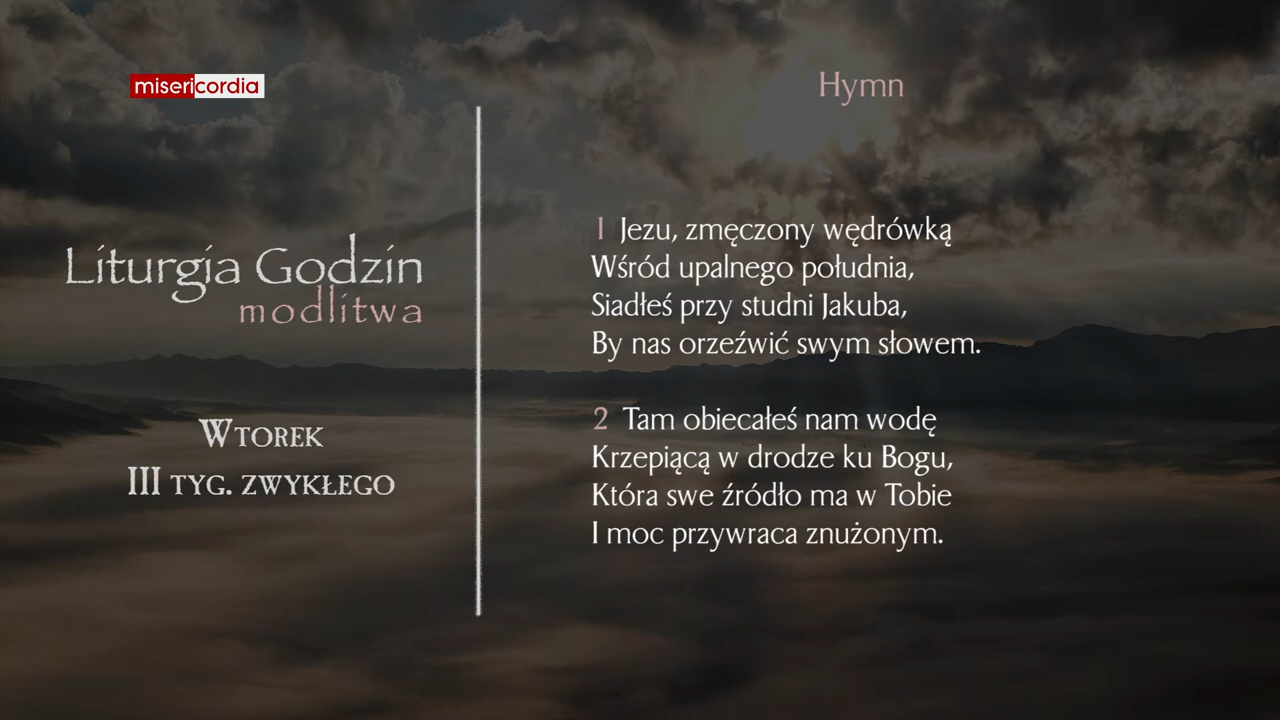 misericordia
Liturgia Godzin
modlitwa
Wtorek
III tyg. zwykłego
Hymn
1 Jezu, zmęczony wędrówką
Wśród upalnego południa,
Siadłeś przy studni Jakuba,
By nas orzeźwić swym słowem.
2 Tam obiecałeś nam wodę
Krzepiącą w drodze ku Bogu,
Która swe źródło ma w Tobie
I moc przywraca znużonym.